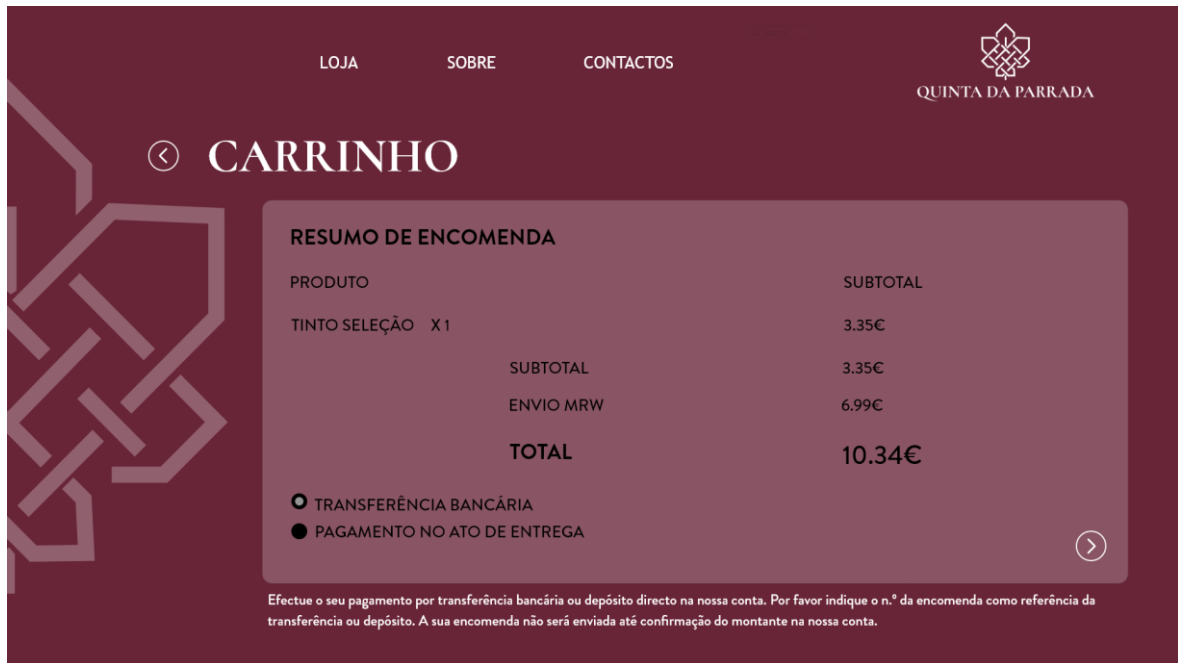 LOJA SOBRE CONTACTOS
QUINTA DA PARRADA
CARRINHO
RESUMO DE ENCOMENDA
PRODUTO SUBTOTAL
TINTO SELEÇÃO X 1 3.35€
SUBTOTAL 3.35€
ENVIO MRW 6.99€
TOTAL 10.34€
TRANSFERÊNCIA BANCÁRIA
PAGAMENTO NO ATO DE ENTREGA
Efectue o seu pagamento por transferência bancária ou depósito directo na nossa conta. Por favor indique o n.º da encomenda como referência da
transferência ou depósito. A sua encomenda não será enviada até confirmação do montante na nossa conta.